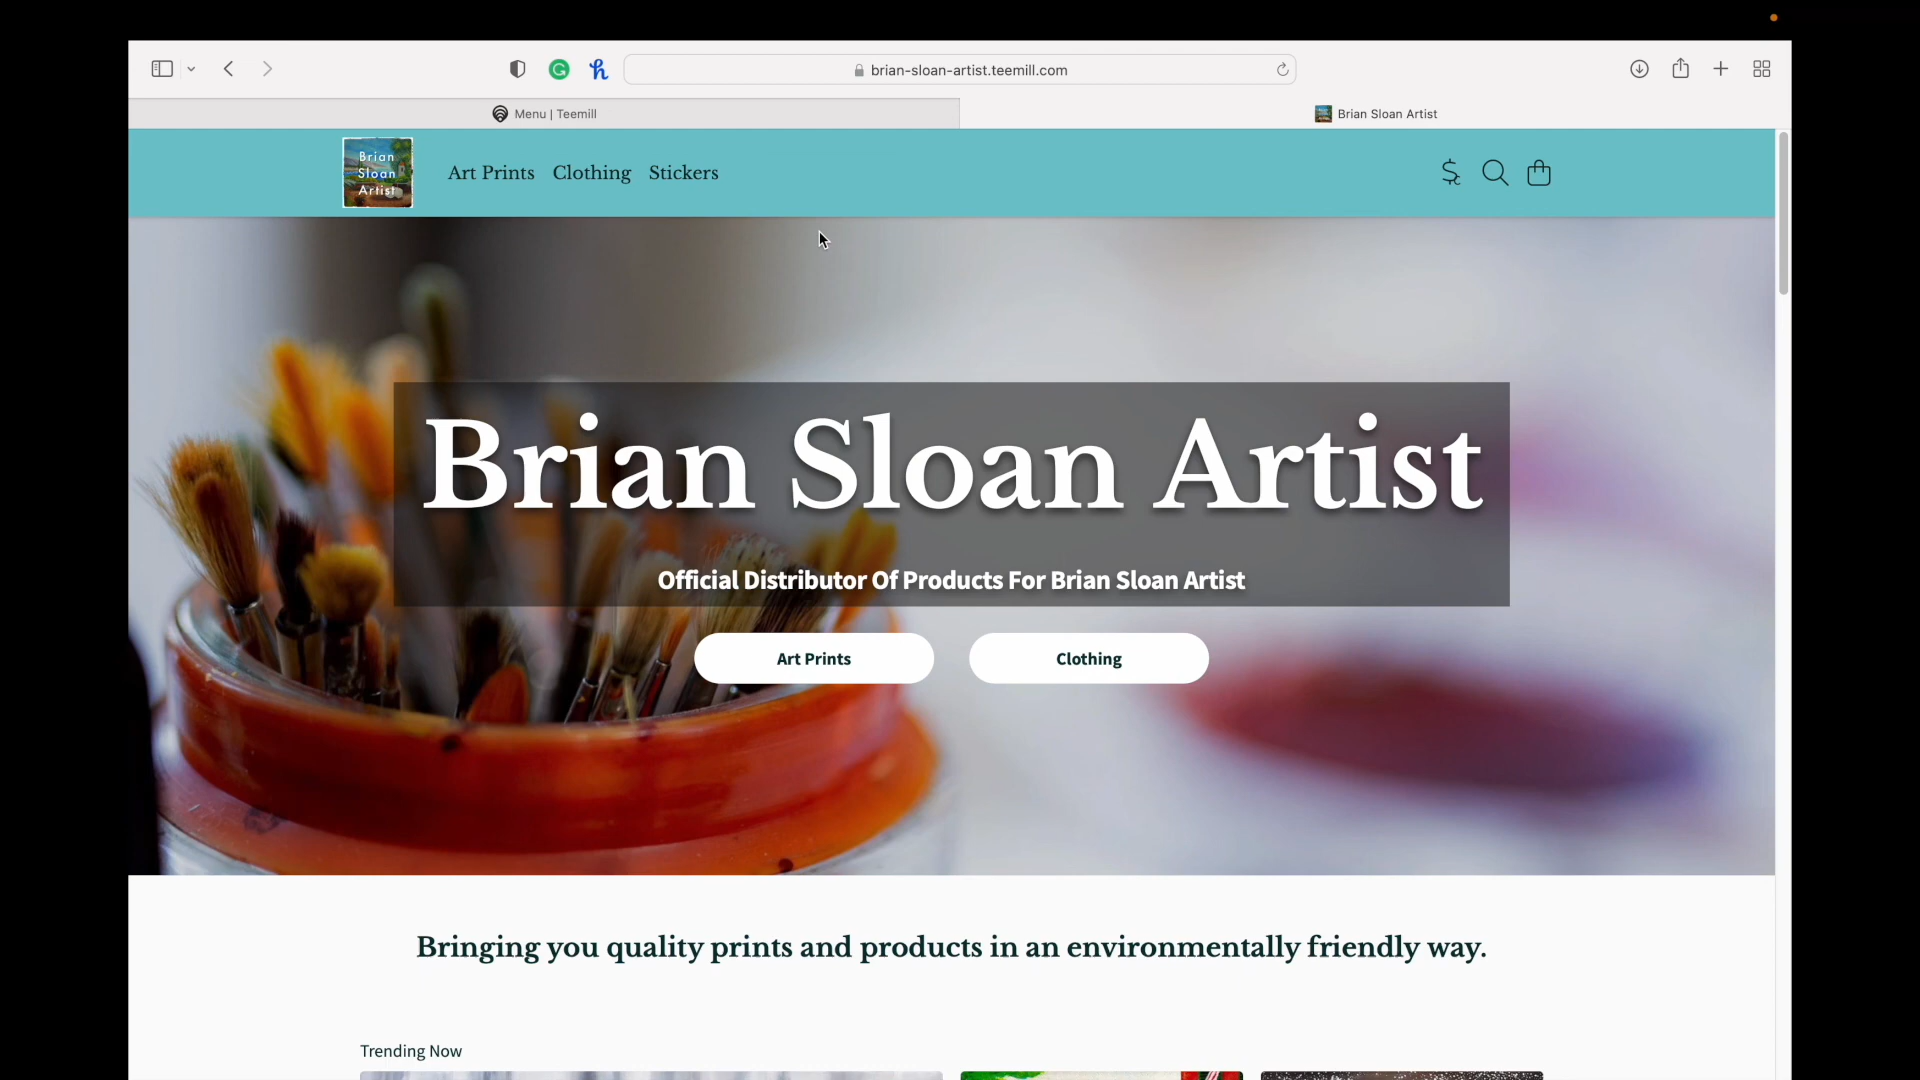 brian-sloan-artist.teemill.com
Menu | Teemill
Brian Sloan Artist
Brian
Sloan
Artist
Art Prints Clothing Stickers
Brian Sloan Artist
Official Distributor Of Products For Brian Sloan Artist
Art Prints
Clothing
Bringing you quality prints and products in an environmentally friendly way.
Trending Now